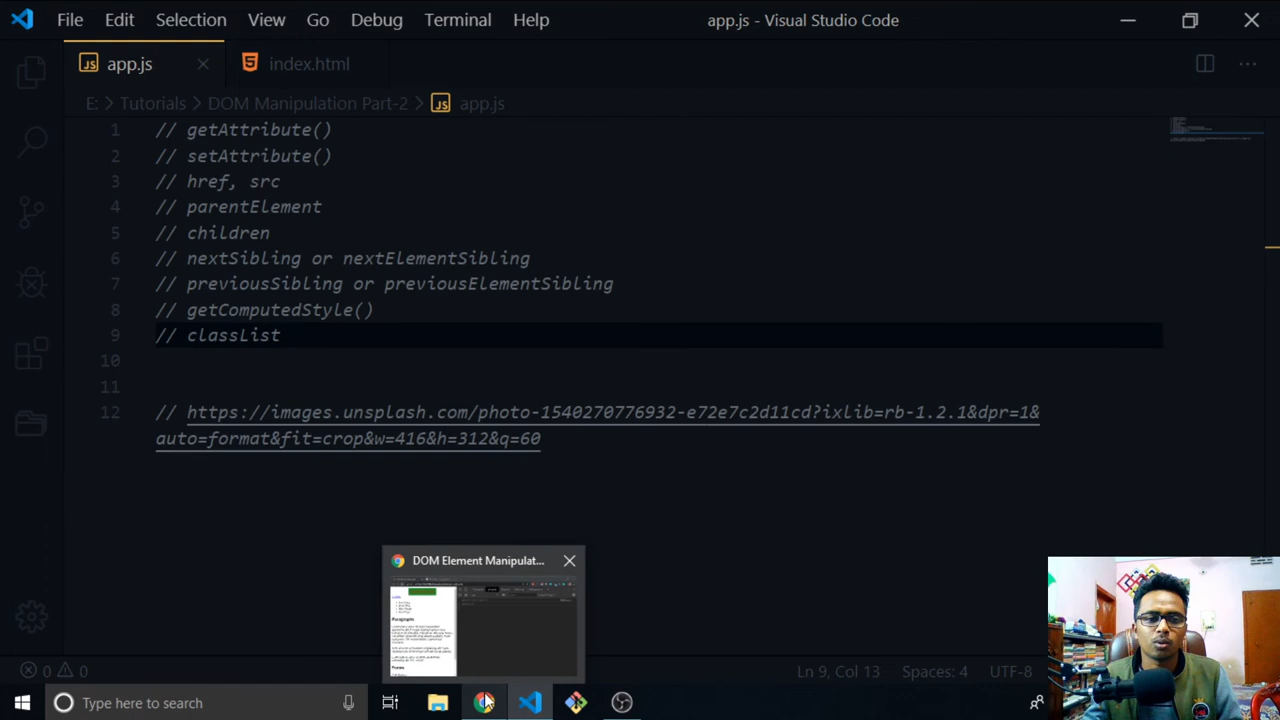 File Edit Selection View Go Debug Terminal Help app.js - Visual Studio Code
app.js index.html
E: > Tutorials > DOM Manipulation Part-2 > app.js
1 // getAttribute()
2 // setAttribute()
3 // href, src
4 // parentElement
5 // children
6 // nextSibling or nextElementSibling
7 // previousSibling or previousElementSibling
8 // getComputedStyle()
9 // classList
10
11
12 // https://images.unsplash.com/photo-1540270776932-e72e7c2d11cd?ixlib=rb-1.2.1&dpr=1&
auto=format&fit=crop&w=416&h=312&q=60
DOM Element Manipulat...
Paragraphs
0 0 Ln 9, Col 13 Spaces: 4 UTF-8
Type here to search